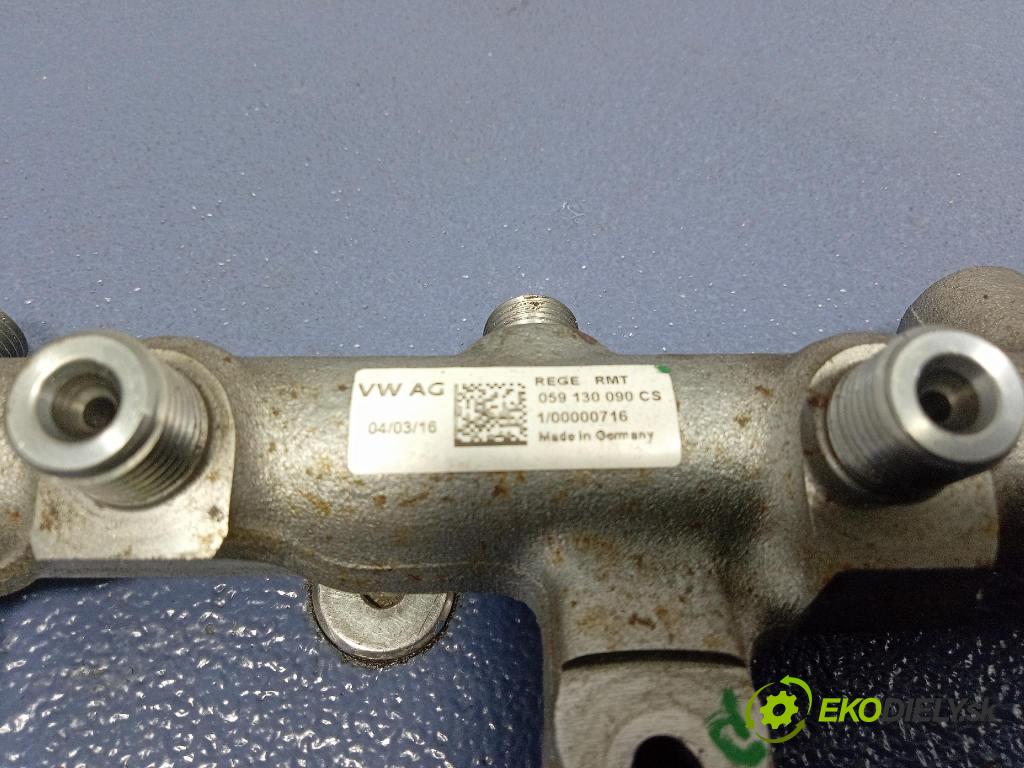 VW AG
04/03/16
REGE RMT
059 130 090 CS
1/00000716
Made in Germany
EKODIELY.SK